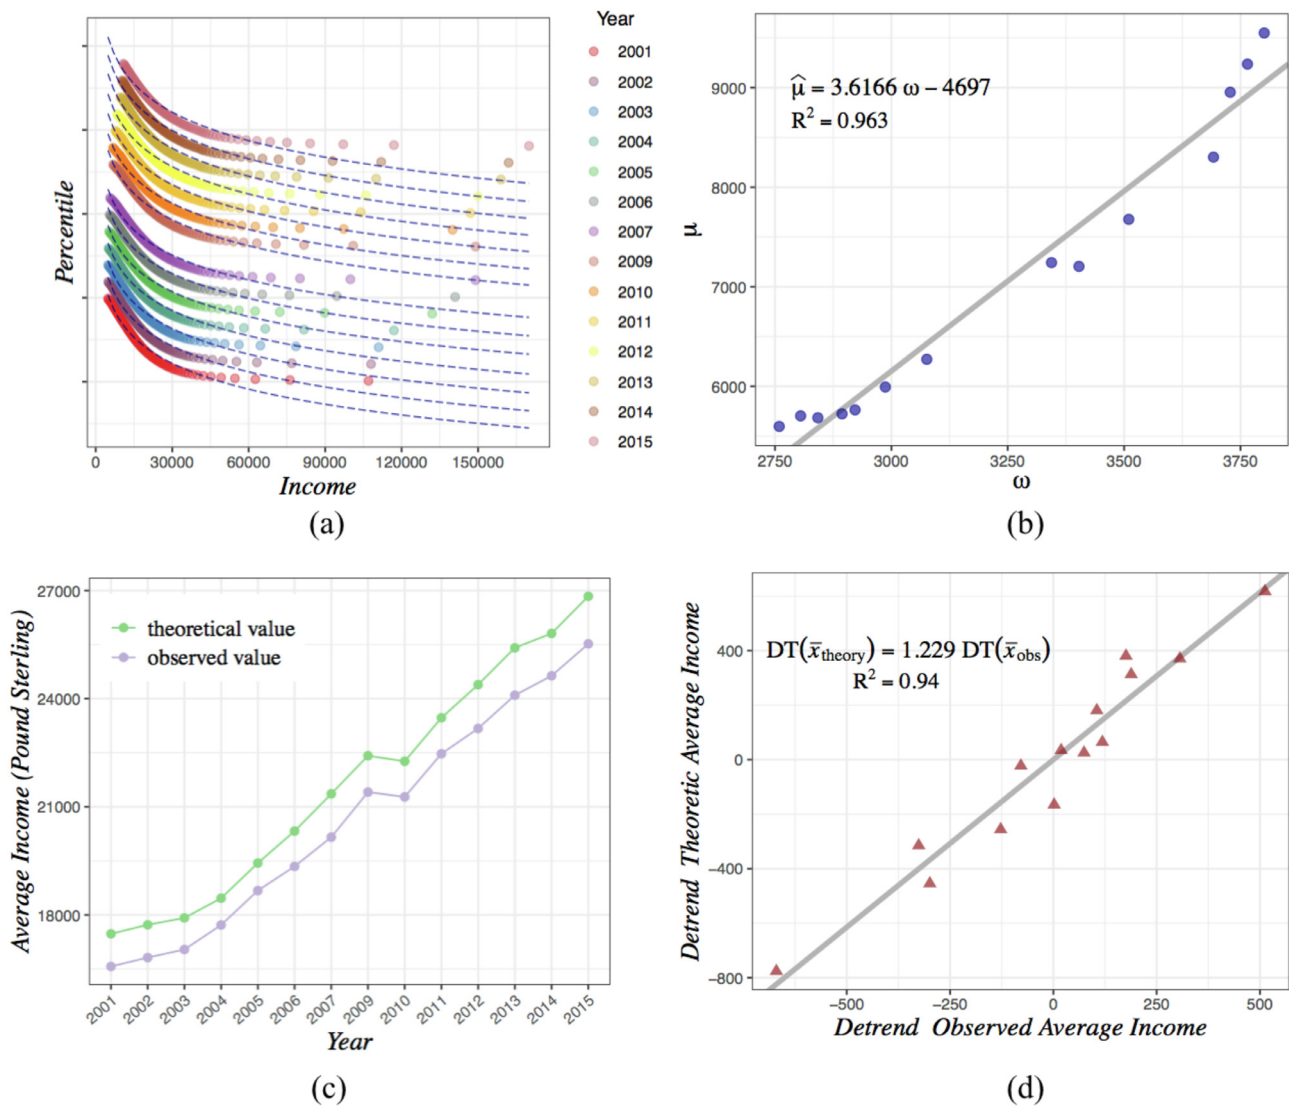 Percentile
0
30000
60000
90000
120000
150000
Income
(a)
Year
2001
2002
2003
2004
2005
2006
2007
2009
2010
2011
2012
2013
2014
2015
μ̂ = 3.6166 ω − 4697
R² = 0.963
μ
9000
8000
7000
6000
2750
3000
3250
3500
3750
ω
(b)
Average Income (Pound Sterling)
27000
24000
21000
18000
theoretical value
observed value
2001
2002
2003
2004
2005
2006
2007
2009
2010
2011
2012
2013
2014
2015
Year
(c)
Detrend Theoretic Average Income
400
0
−400
−800
DT(x̅theory) = 1.229 DT(x̅obs)
R² = 0.94
−500
−250
0
250
500
Detrend Observed Average Income
(d)